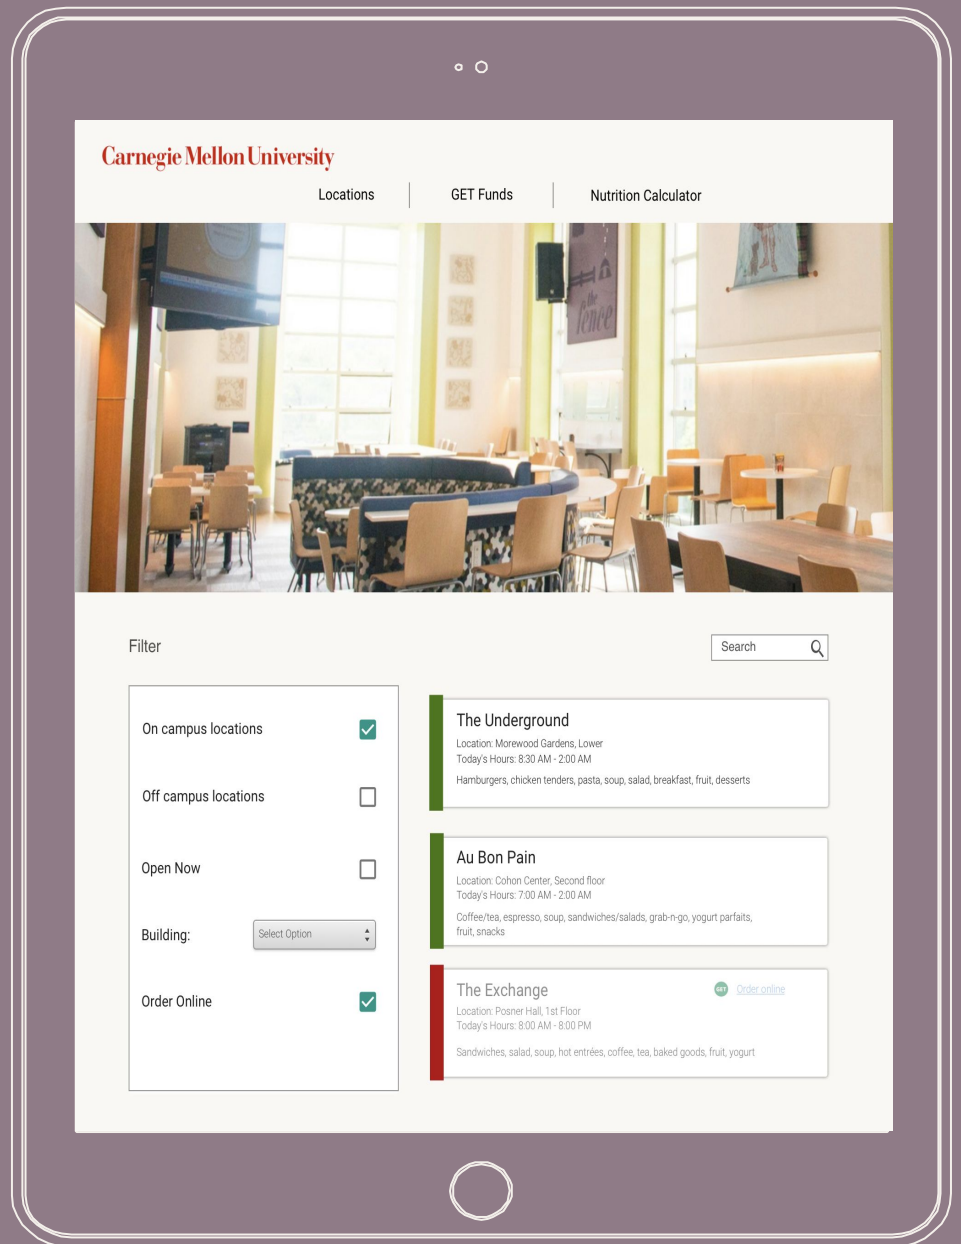 Carnegie Mellon University
Locations
GET Funds
Nutrition Calculator
the
fence
Filter
Search
On campus locations
Off campus locations
Open Now
Building:
Select Option
Order Online
The Underground
Location: Morewood Gardens, Lower
Today's Hours: 8:30 AM - 2:00 AM
Hamburgers, chicken tenders, pasta, soup, salad, breakfast, fruit, desserts
Au Bon Pain
Location: Cohon Center, Second floor
Today's Hours: 7:00 AM - 2:00 AM
Coffee/tea, espresso, soup, sandwiches/salads, grab-n-go, yogurt parfaits,
fruit, snacks
The Exchange
GET
Order online
Location: Posner Hall, 1st Floor
Today's Hours: 8:00 AM - 8:00 PM
Sandwiches, salad, soup, hot entrées, coffee, tea, baked goods, fruit, yogurt